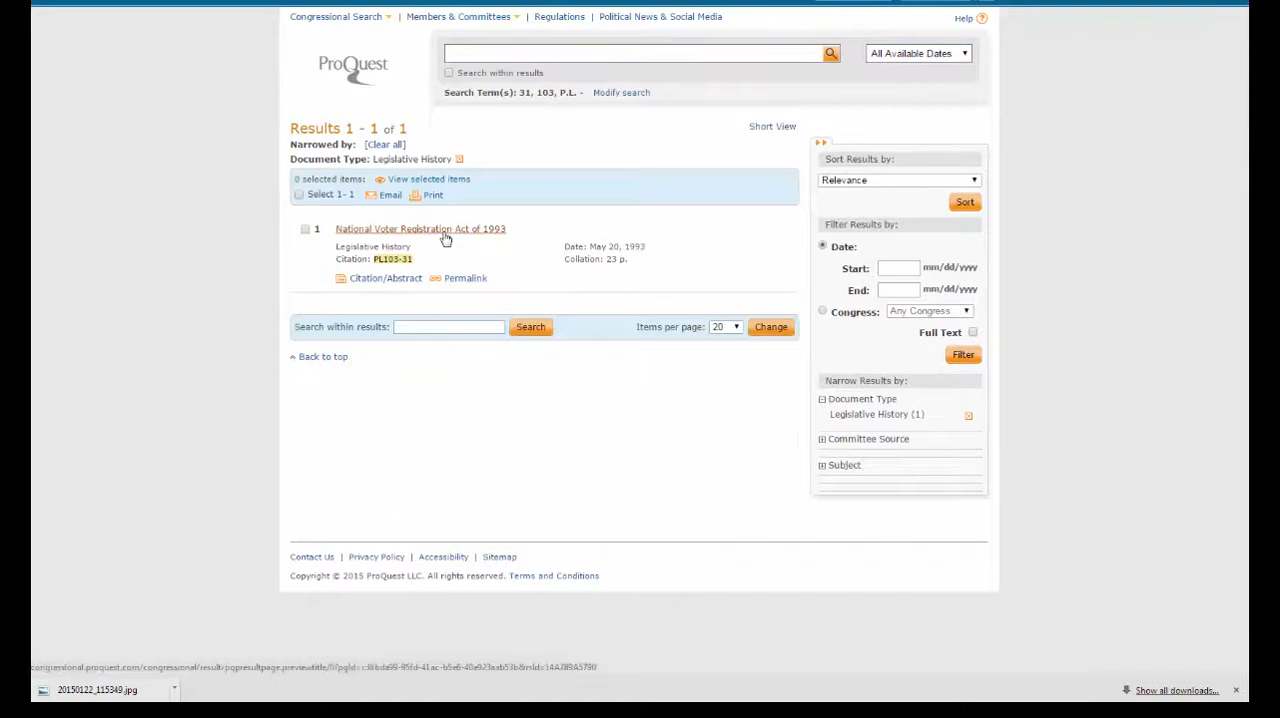 Congressional Search | Members & Committees | Regulations | Political News & Social Media
Help ?
ProQuest
All Available Dates
Search within results
Search Term(s): 31, 103, P.L. - Modify search
Results 1 - 1 of 1
Short View
Narrowed by: [Clear all]
Document Type: Legislative History
0 selected items: View selected items
Select 1- 1 Email Print
1 National Voter Registration Act of 1993
Legislative History Date: May 20, 1993
Citation: PL103-31 Collation: 23 p.
Citation/Abstract Permalink
Search within results: Search Items per page: 20 Change
Back to top
Sort Results by:
Relevance
Sort
Filter Results by:
Date:
Start: mm/dd/yyyy
End: mm/dd/yyyy
Congress: Any Congress
Full Text
Filter
Narrow Results by:
Document Type
Legislative History (1)
Committee Source
Subject
Contact Us | Privacy Policy | Accessibility | Sitemap
Copyright © 2015 ProQuest LLC. All rights reserved. Terms and Conditions
20150122_115349.jpg
Show all downloads...